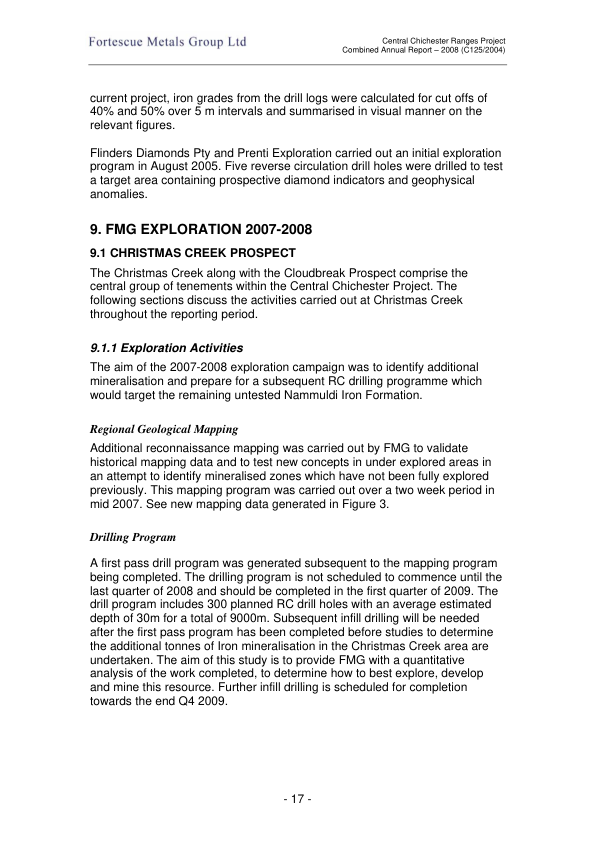 Fortescue Metals Group Ltd
Central Chichester Ranges Project
Combined Annual Report – 2008 (C125/2004)
current project, iron grades from the drill logs were calculated for cut offs of
40% and 50% over 5 m intervals and summarised in visual manner on the
relevant figures.
Flinders Diamonds Pty and Prenti Exploration carried out an initial exploration
program in August 2005. Five reverse circulation drill holes were drilled to test
a target area containing prospective diamond indicators and geophysical
anomalies.
9. FMG EXPLORATION 2007-2008
9.1 CHRISTMAS CREEK PROSPECT
The Christmas Creek along with the Cloudbreak Prospect comprise the
central group of tenements within the Central Chichester Project. The
following sections discuss the activities carried out at Christmas Creek
throughout the reporting period.
9.1.1 Exploration Activities
The aim of the 2007-2008 exploration campaign was to identify additional
mineralisation and prepare for a subsequent RC drilling programme which
would target the remaining untested Nammuldi Iron Formation.
Regional Geological Mapping
Additional reconnaissance mapping was carried out by FMG to validate
historical mapping data and to test new concepts in under explored areas in
an attempt to identify mineralised zones which have not been fully explored
previously. This mapping program was carried out over a two week period in
mid 2007. See new mapping data generated in Figure 3.
Drilling Program
A first pass drill program was generated subsequent to the mapping program
being completed. The drilling program is not scheduled to commence until the
last quarter of 2008 and should be completed in the first quarter of 2009. The
drill program includes 300 planned RC drill holes with an average estimated
depth of 30m for a total of 9000m. Subsequent infill drilling will be needed
after the first pass program has been completed before studies to determine
the additional tonnes of Iron mineralisation in the Christmas Creek area are
undertaken. The aim of this study is to provide FMG with a quantitative
analysis of the work completed, to determine how to best explore, develop
and mine this resource. Further infill drilling is scheduled for completion
towards the end Q4 2009.
- 17 -